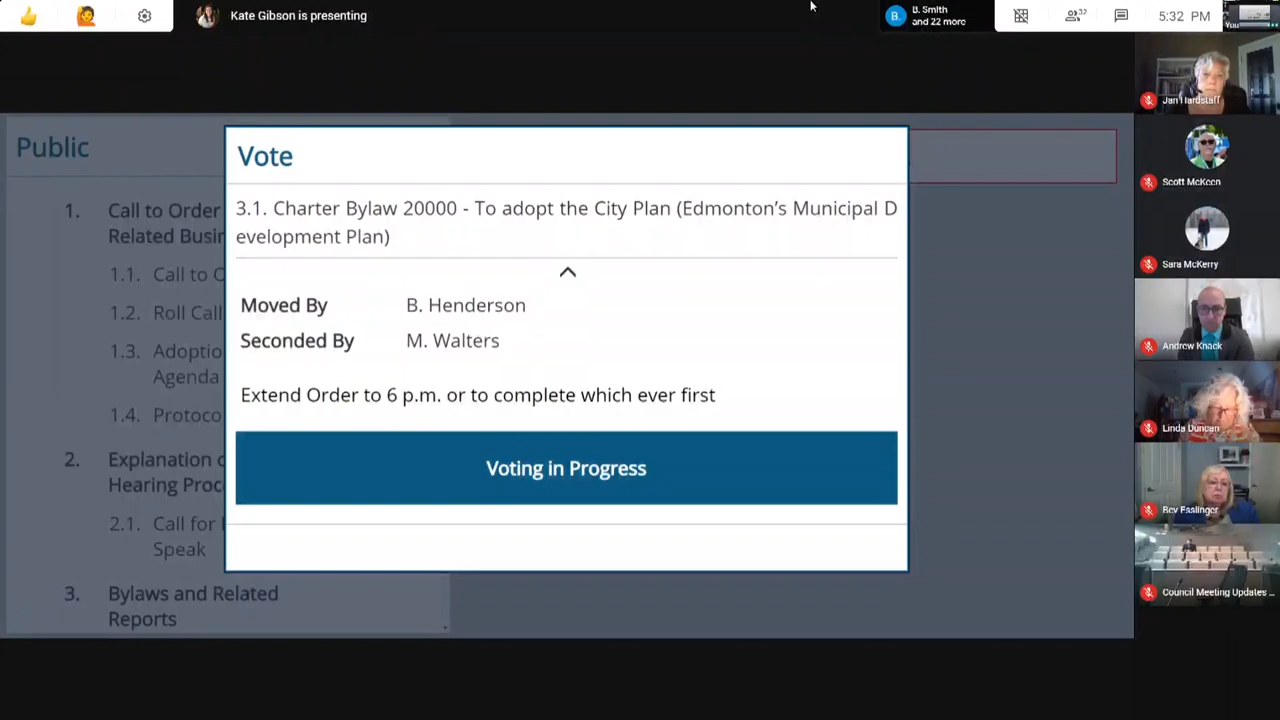 Kate Gibson is presenting
B.
B. Smith
and 22 more
32
5:32 PM
You
Public
1. Call to Order
Related
1.1. Call to
1.2. Roll Call
1.3.
Agenda
1.4.
2. Explanation
Hearing
2.1. Call for
Speak
3. Bylaws and Related
Reports
Vote
3.1. Charter Bylaw 20000 - To adopt the City Plan (Edmonton's Municipal D
evelopment Plan)
Moved By B. Henderson
Seconded By M. Walters
Extend Order to 6 p.m. or to complete which ever first
Voting in Progress
Jan Hardstaff
Scott McKeen
Sara McKerry
Andrew Knack
Linda Duncan
Bev Esslinger
Council Meeting Updates ...